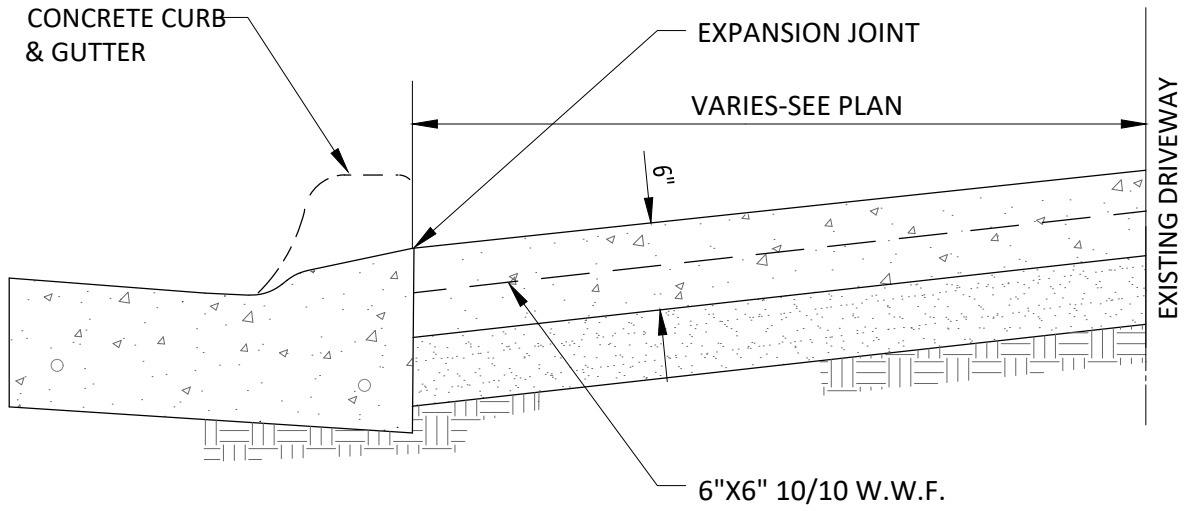 CONCRETE CURB
& GUTTER
EXPANSION JOINT
VARIES-SEE PLAN
6"
EXISTING DRIVEWAY
6"X6" 10/10 W.W.F.